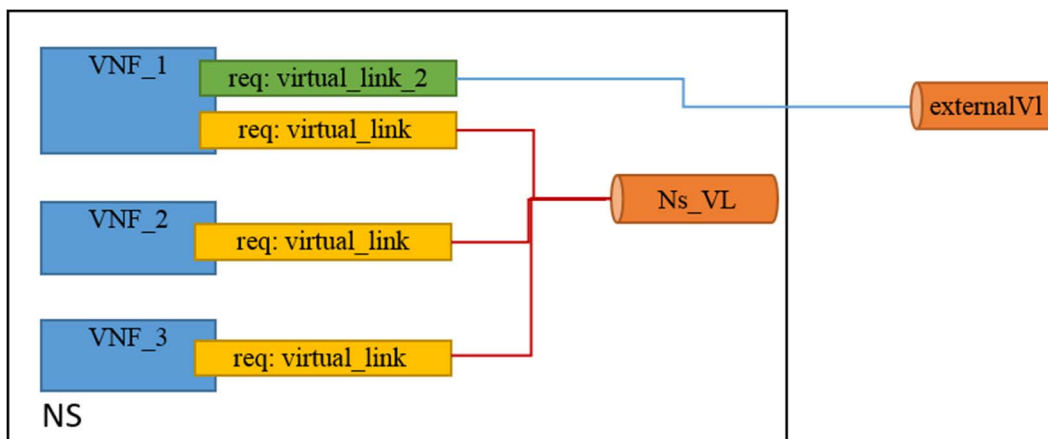 VNF_1
req: virtual_link_2
externalVl
req: virtual_link
Ns_VL
VNF_2
req: virtual_link
VNF_3
req: virtual_link
NS